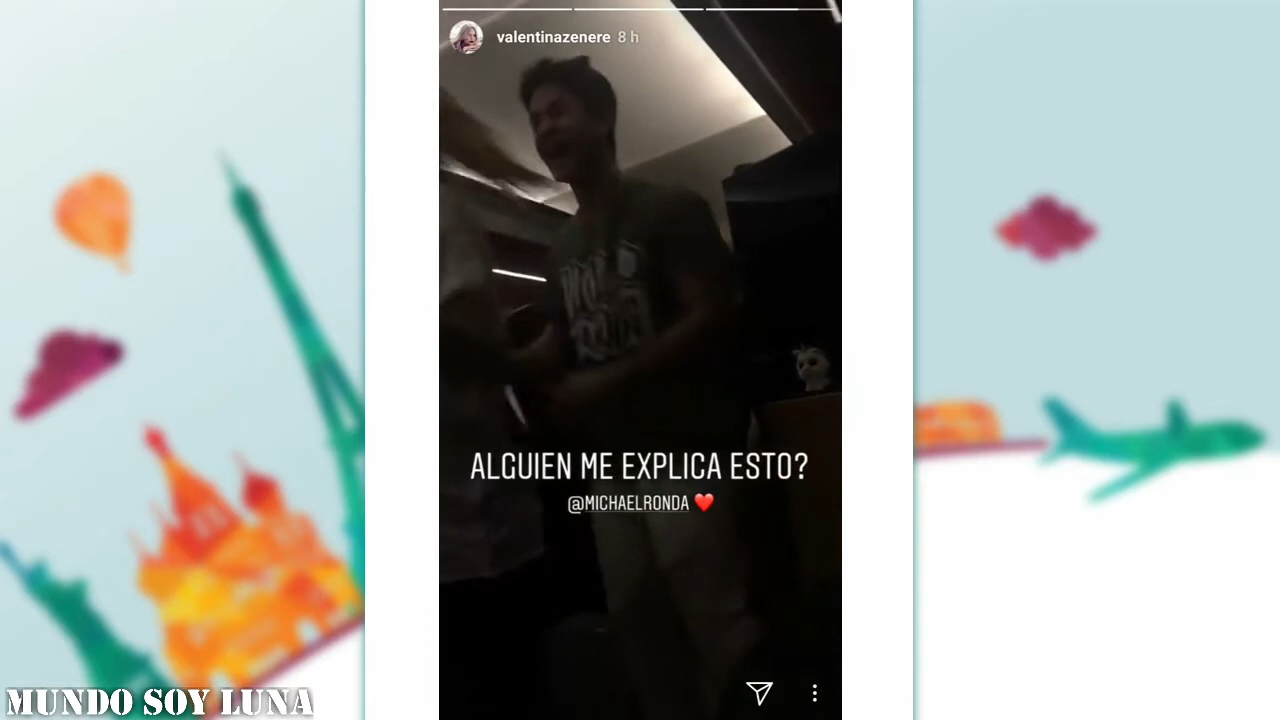 valentinazenere 8 h
ALGUIEN ME EXPLICA ESTO?
@MICHAELRONDA ❤️
MUNDO SOY LUNA